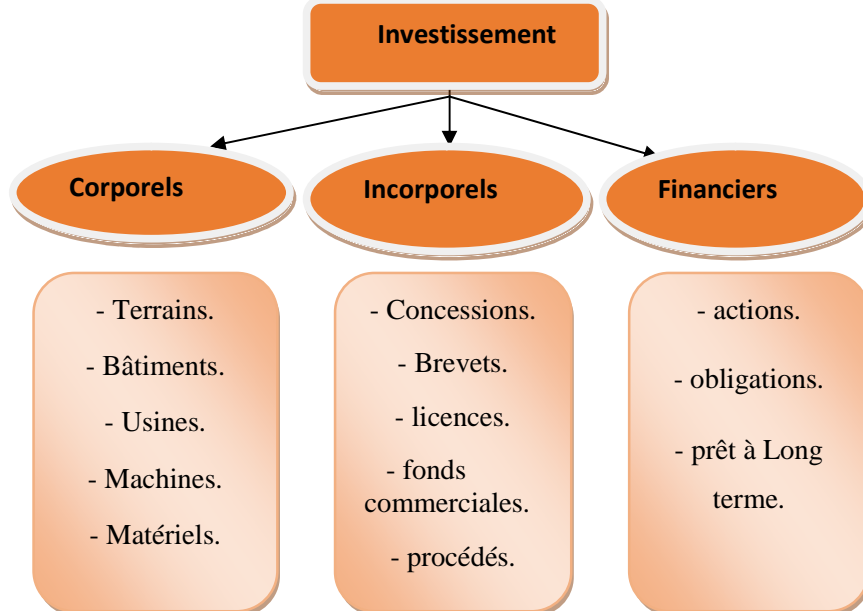 Investissement
Corporels
Incorporels
Financiers
- Terrains.
- Bâtiments.
- Usines.
- Machines.
- Matériels.
- Concessions.
- Brevets.
- licences.
- fonds
commerciales.
- procédés.
- actions.
- obligations.
- prêt à Long
terme.